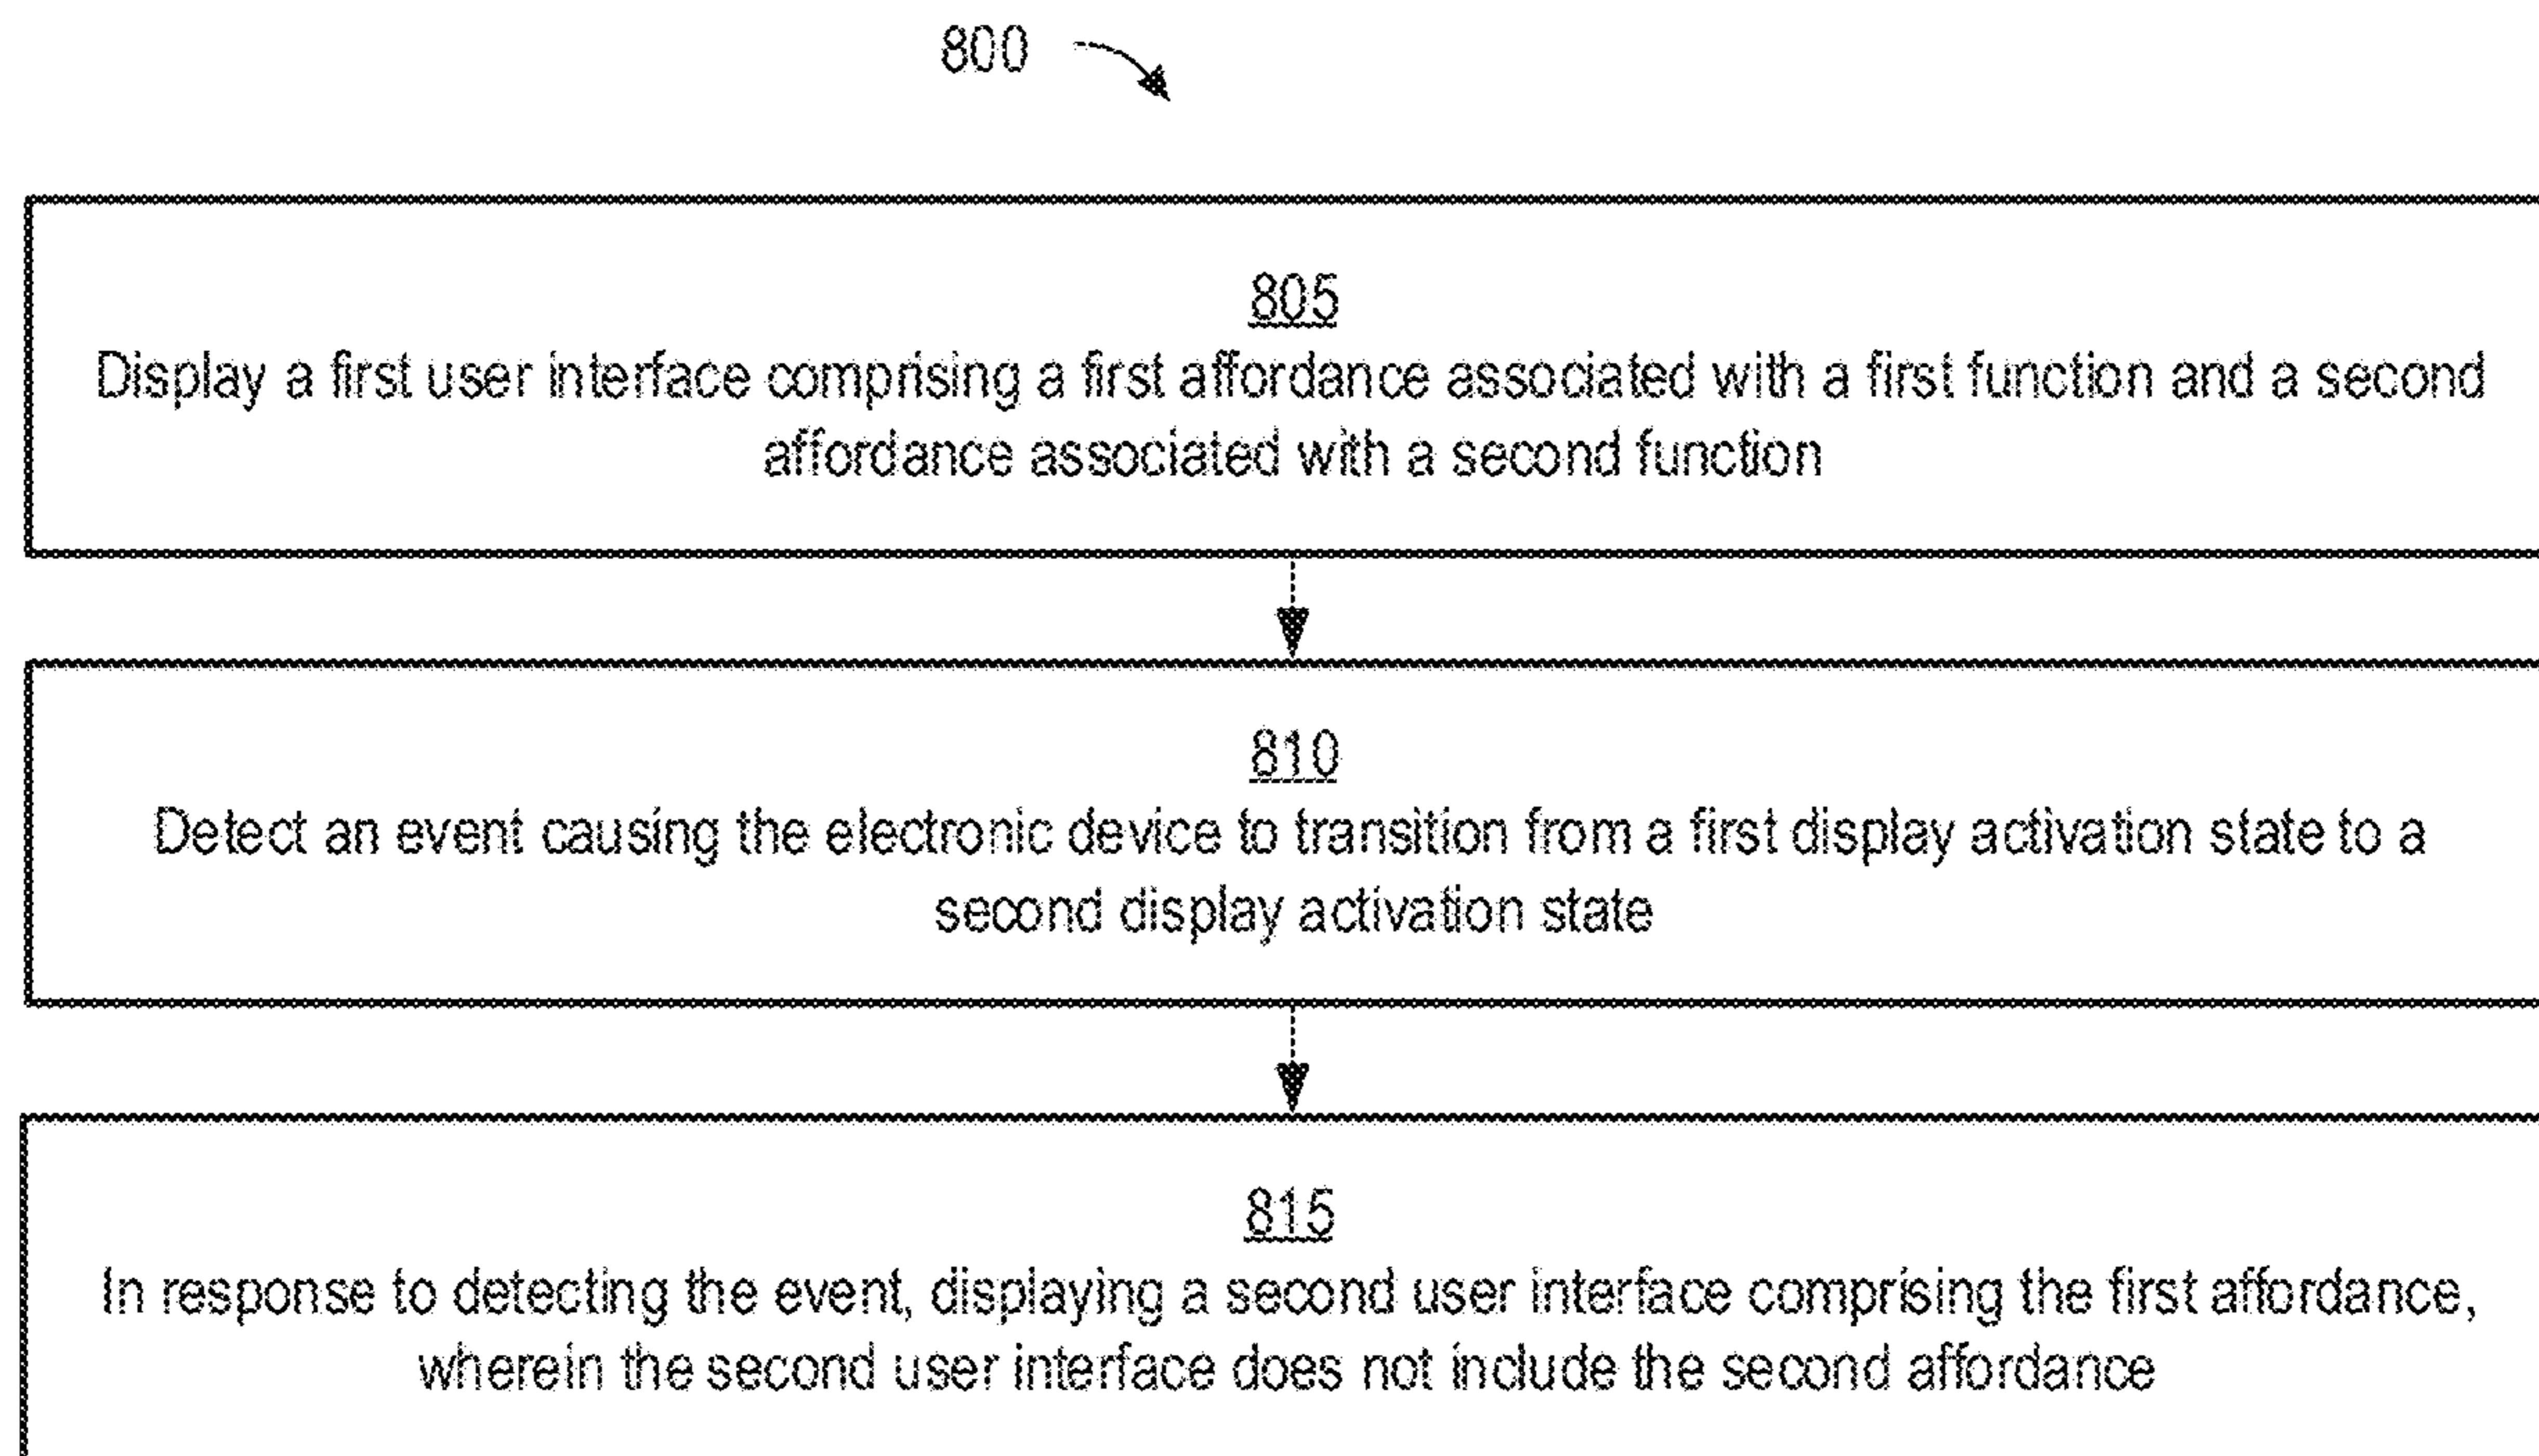 800
805
Display a first user interface comprising a first affordance associated with a first function and a second
affordance associated with a second function
810
Detect an event causing the electronic device to transition from a first display activation state to a
second display activation state
815
In response to detecting the event, displaying a second user interface comprising the first affordance,
wherein the second user interface does not include the second affordance